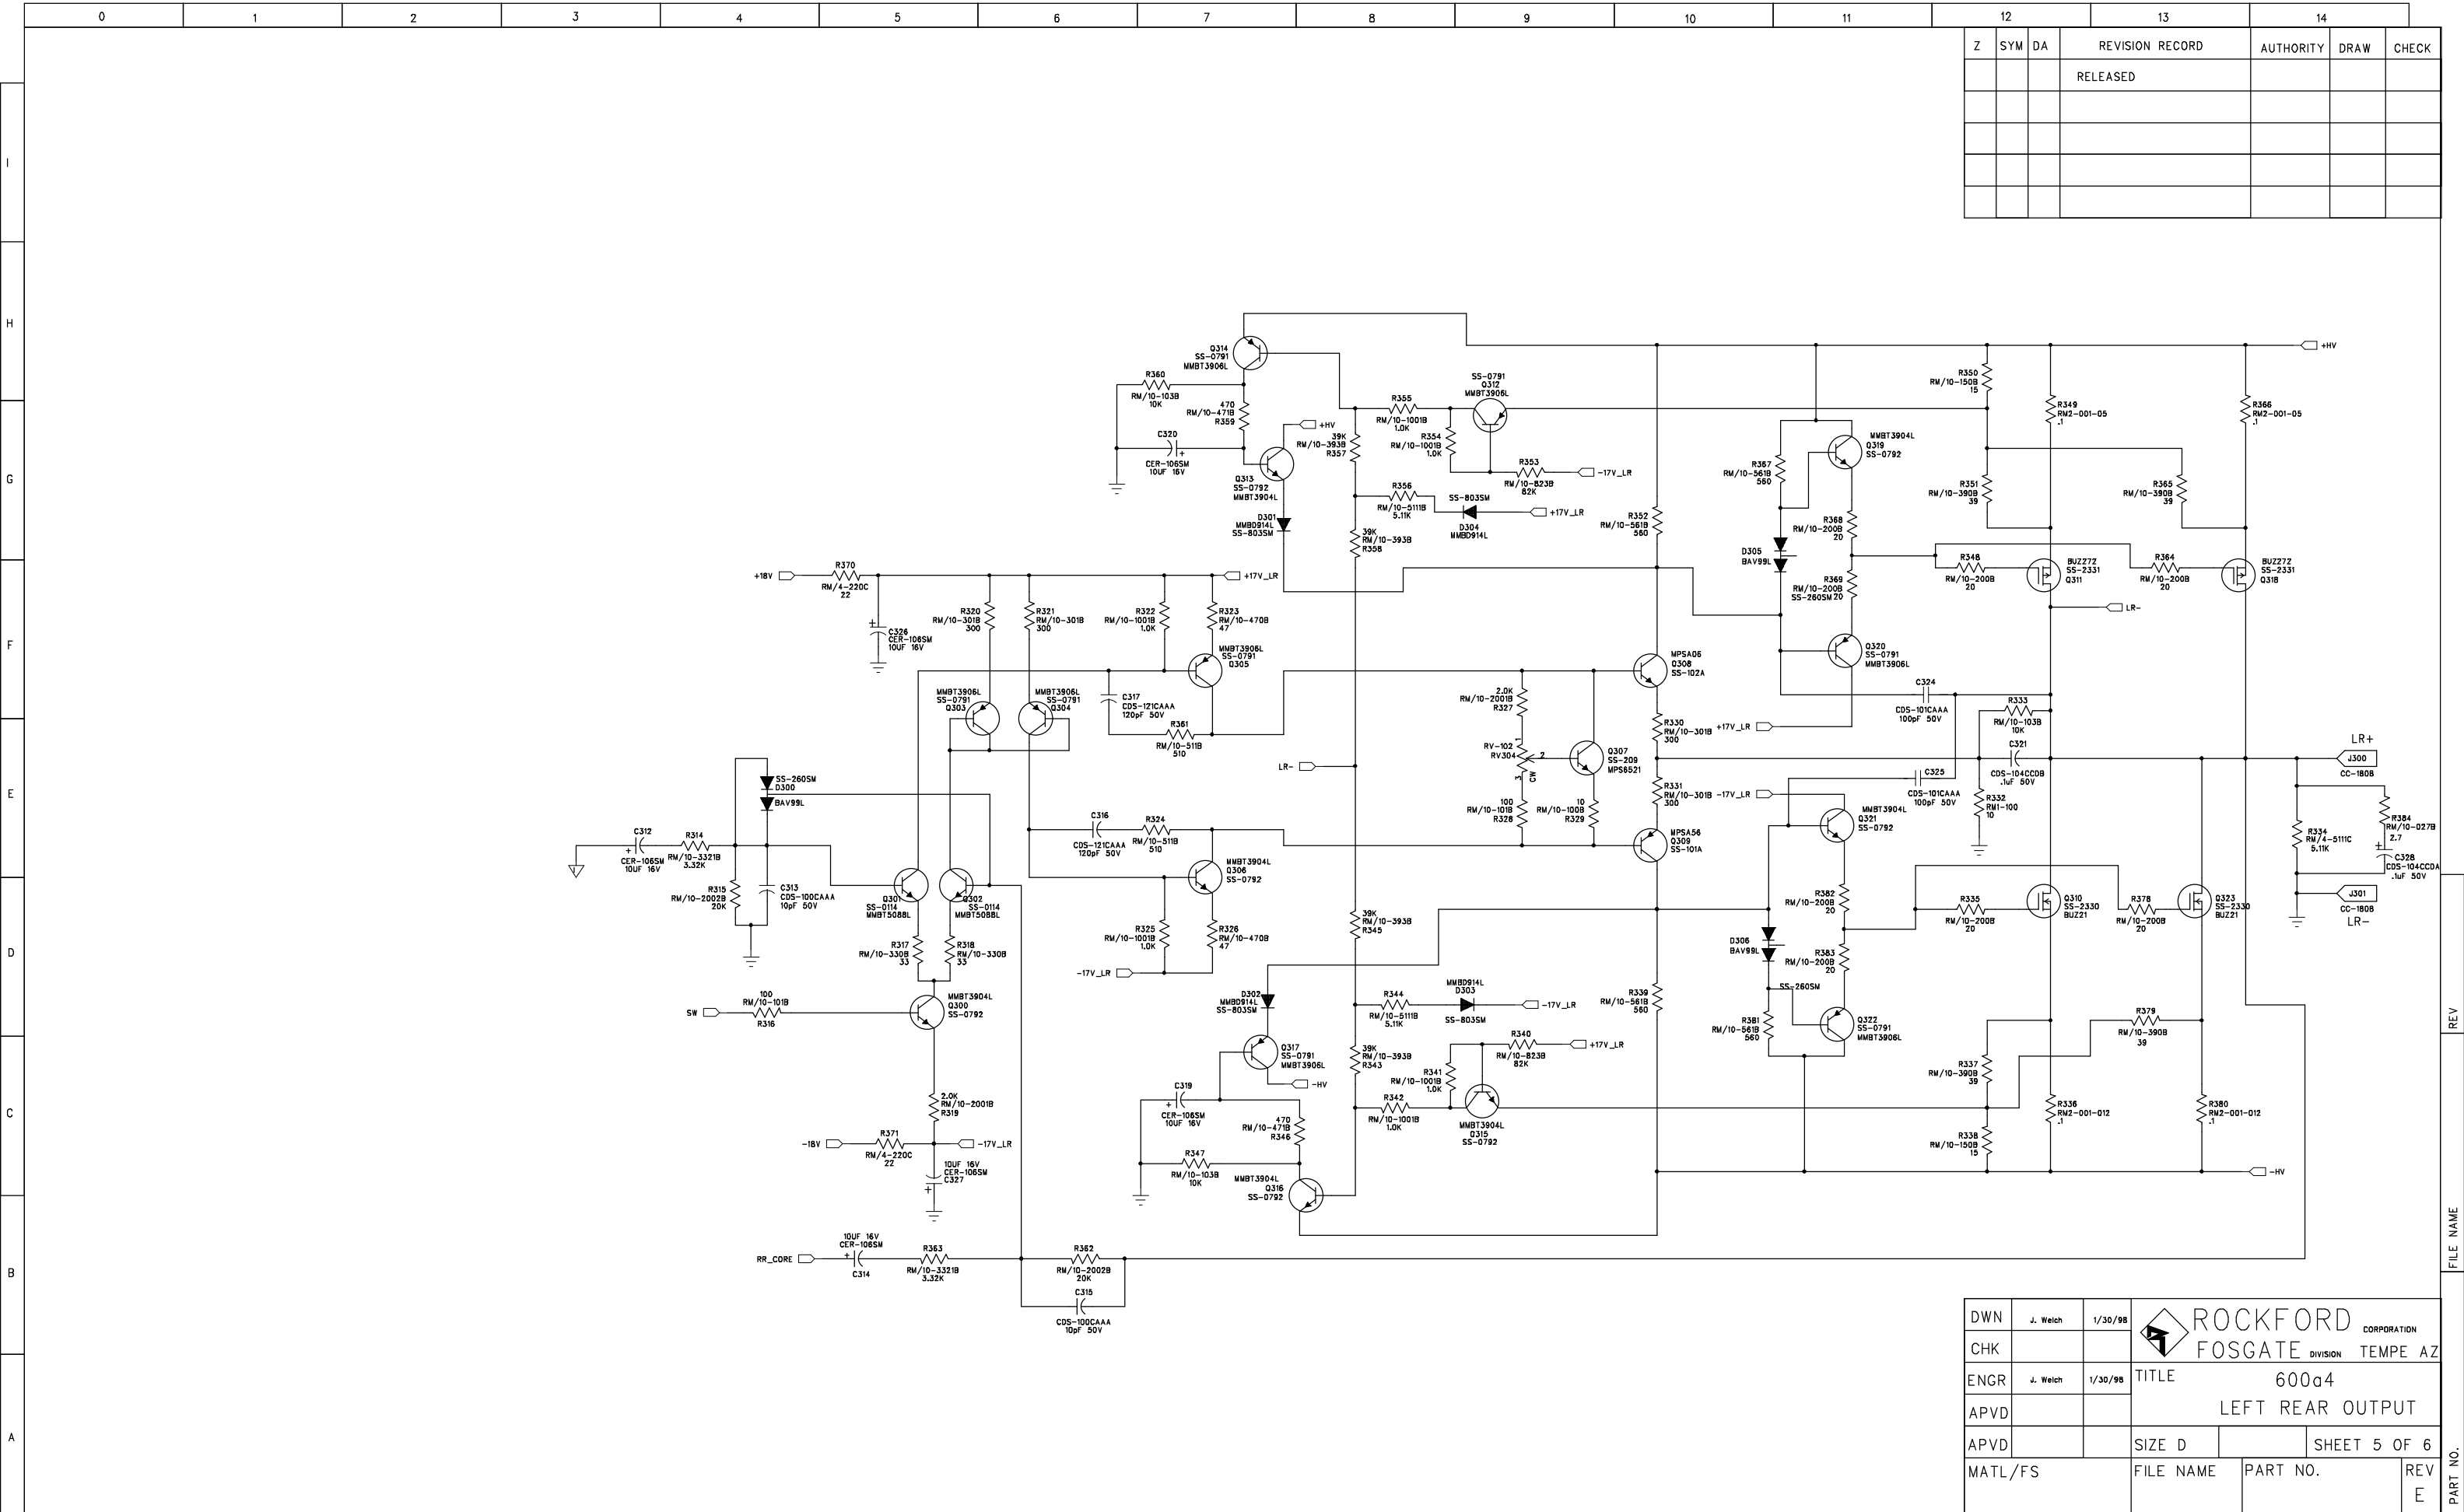 0 1 2 3 4 5 6 7 8 9 10 11 12 13 14
Z SYM DA REVISION RECORD AUTHORITY DRAW CHECK
RELEASED
I
H
G
F
E
D
C
B
A
Q314
SS-0791
MMBT3906L
R360
RM/10-103B
10K
470
RM/10-471B
R359
C320
+
CER-106SM
10UF 16V
+HV
Q313
SS-0792
MMBT3904L
D301
MMBD914L
SS-803SM
39K
RM/10-393B
R357
R355
RM/10-1001B
1.0K
R354
RM/10-1001B
1.0K
SS-0791
Q312
MMBT3906L
R353
RM/10-823B
82K
-17V_LR
R356
RM/10-5111B
5.11K
SS-803SM
D304
MMBD914L
+17V_LR
39K
RM/10-393B
R358
R352
RM/10-561B
560
R367
RM/10-561B
560
MMBT3904L
Q319
SS-0792
R368
RM/10-200B
20
D305
BAV99L
R369
RM/10-200B
SS-260SM 20
Q320
SS-0791
MMBT3906L
R350
RM/10-150B
15
R349
RM2-001-05
.1
R366
RM2-001-05
.1
+HV
R351
RM/10-390B
39
R365
RM/10-390B
39
R348
RM/10-200B
20
BUZ272
SS-2331
Q311
R364
RM/10-200B
20
BUZ272
SS-2331
Q318
LR-
+18V
R370
RM/4-220C
22
+
C326
CER-106SM
10UF 16V
R320
RM/10-301B
300
R321
RM/10-301B
300
R322
RM/10-1001B
1.0K
R323
RM/10-470B
47
+17V_LR
MMBT3906L
SS-0791
Q305
MMBT3906L
SS-0791
Q303
MMBT3906L
SS-0791
Q304
C317
CDS-121CAAA
120pF 50V
R361
RM/10-511B
510
LR-
2.0K
RM/10-2001B
R327
RV-102
RV304
1
2
3
CW
Q307
SS-209
MPS6521
100
RM/10-101B
R328
10
RM/10-100B
R329
MPSA06
Q308
SS-102A
R330
RM/10-301B
300
+17V_LR
R331
RM/10-301B
300
-17V_LR
MPSA56
Q309
SS-101A
C324
CDS-101CAAA
100pF 50V
R333
RM/10-103B
10K
C321
CDS-104CCDB
.1uF 50V
C325
CDS-101CAAA
100pF 50V
R332
RM1-100
10
MMBT3904L
Q321
SS-0792
LR+
J300
CC-180B
R384
RM/10-027B
2.7
R334
RM/4-5111C
5.11K
+
C328
CDS-104CCDA
.1uF 50V
J301
CC-180B
LR-
SS-260SM
D300
BAV99L
C312
+
CER-106SM
10UF 16V
R314
RM/10-3321B
3.32K
R315
RM/10-2002B
20K
C313
CDS-100CAAA
10pF 50V
Q301
SS-0114
MMBT5088L
Q302
SS-0114
MMBT5088L
R317
RM/10-330B
33
R318
RM/10-330B
33
C316
CDS-121CAAA
120pF 50V
R324
RM/10-511B
510
MMBT3904L
Q306
SS-0792
R325
RM/10-1001B
1.0K
R326
RM/10-470B
47
-17V_LR
39K
RM/10-393B
R345
R382
RM/10-200B
20
R383
RM/10-200B
20
D306
BAV99L
SS-260SM
R381
RM/10-561B
560
Q322
SS-0791
MMBT3906L
R335
RM/10-200B
20
Q310
SS-2330
BUZ21
R378
RM/10-200B
20
Q323
SS-2330
BUZ21
SW
100
RM/10-101B
R316
MMBT3904L
Q300
SS-0792
D302
MMBD914L
SS-803SM
R344
RM/10-5111B
5.11K
MMBD914L
D303
SS-803SM
-17V_LR
R339
RM/10-561B
560
R379
RM/10-390B
39
Q317
SS-0791
MMBT3906L
-HV
39K
RM/10-393B
R343
R340
RM/10-823B
82K
+17V_LR
R341
RM/10-1001B
1.0K
R342
RM/10-1001B
1.0K
MMBT3904L
Q315
SS-0792
R337
RM/10-390B
39
R338
RM/10-150B
15
R336
RM2-001-012
.1
R380
RM2-001-012
.1
-HV
2.0K
RM/10-2001B
R319
-18V
R371
RM/4-220C
22
-17V_LR
10UF 16V
CER-106SM
C327
+
C319
+
CER-106SM
10UF 16V
470
RM/10-471B
R346
R347
RM/10-103B
10K
MMBT3904L
Q316
SS-0792
RR_CORE
10UF 16V
CER-106SM
+
C314
R363
RM/10-3321B
3.32K
R362
RM/10-2002B
20K
C315
CDS-100CAAA
10pF 50V
REV
FILE NAME
PART NO.
DWN J. Welch 1/30/98
CHK
ENGR J. Welch 1/30/98
APVD
APVD
MATL/FS
ROCKFORD CORPORATION
FOSGATE DIVISION TEMPE AZ
TITLE 600a4
LEFT REAR OUTPUT
SIZE D SHEET 5 OF 6
FILE NAME PART NO. REV
E